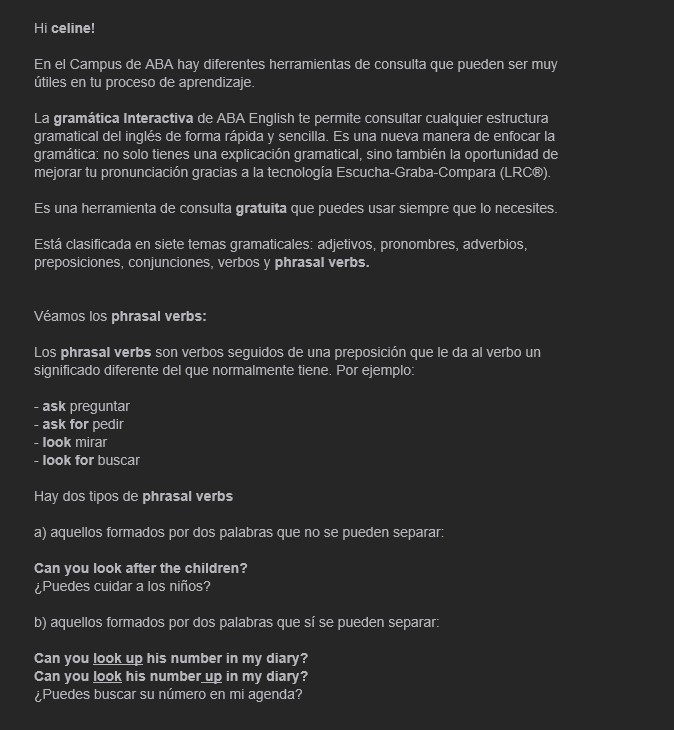 Hi celine!
En el Campus de ABA hay diferentes herramientas de consulta que pueden ser muy
útiles en tu proceso de aprendizaje.
La gramática Interactiva de ABA English te permite consultar cualquier estructura
gramatical del inglés de forma rápida y sencilla. Es una nueva manera de enfocar la
gramática: no solo tienes una explicación gramatical, sino también la oportunidad de
mejorar tu pronunciación gracias a la tecnología Escucha-Graba-Compara (LRC®).
Es una herramienta de consulta gratuita que puedes usar siempre que lo necesites.
Está clasificada en siete temas gramaticales: adjetivos, pronombres, adverbios,
preposiciones, conjunciones, verbos y phrasal verbs.
Véamos los phrasal verbs:
Los phrasal verbs son verbos seguidos de una preposición que le da al verbo un
significado diferente del que normalmente tiene. Por ejemplo:
- ask preguntar
- ask for pedir
- look mirar
- look for buscar
Hay dos tipos de phrasal verbs
a) aquellos formados por dos palabras que no se pueden separar:
Can you look after the children?
¿Puedes cuidar a los niños?
b) aquellos formados por dos palabras que sí se pueden separar:
Can you look up his number in my diary?
Can you look his number up in my diary?
¿Puedes buscar su número en mi agenda?